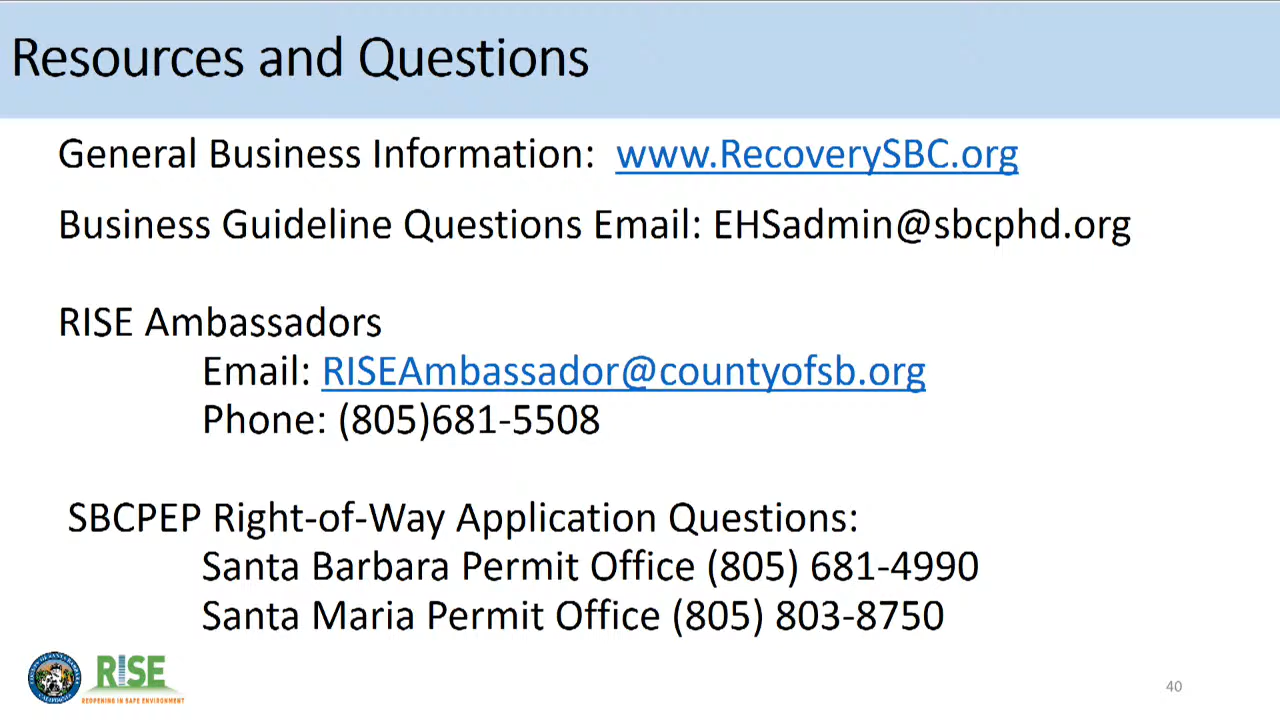 Resources and Questions
General Business Information: www.RecoverySBC.org
Business Guideline Questions Email: EHSadmin@sbcphd.org
RISE Ambassadors
Email: RISEAmbassador@countyofsb.org
Phone: (805)681-5508
SBCPEP Right-of-Way Application Questions:
Santa Barbara Permit Office (805) 681-4990
Santa Maria Permit Office (805) 803-8750
RISE
REOPENING IN SAFE ENVIRONMENT
40